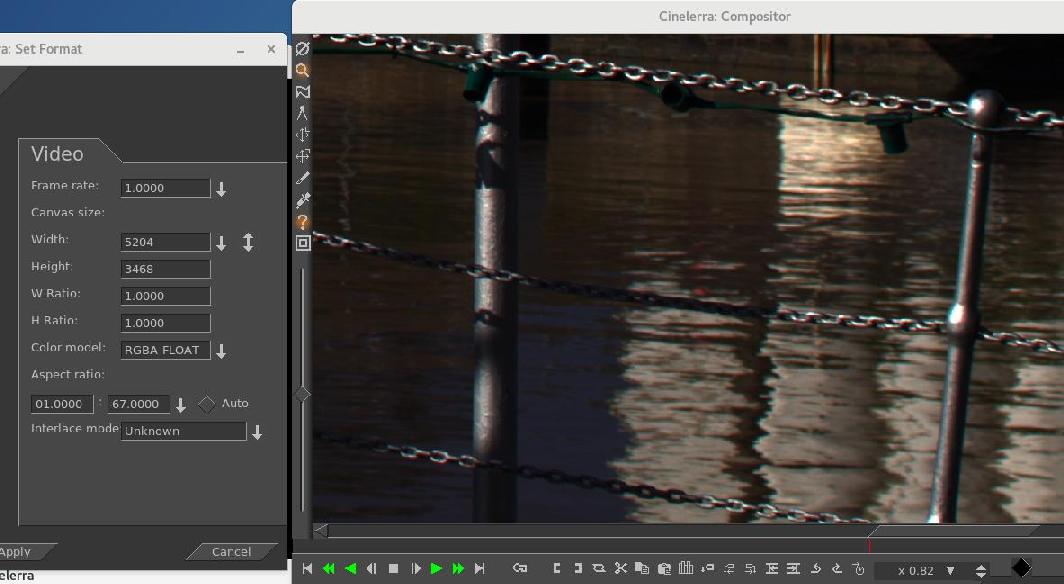 ra: Set Format
Cinelerra: Compositor
Video
Frame rate: 1.0000
Canvas size:
Width: 5204
Height: 3468
W Ratio: 1.0000
H Ratio: 1.0000
Color model: RGBA FLOAT
Aspect ratio:
01.0000 : 67.0000 Auto
Interlace mode Unknown
Apply Cancel
x 0.82
elerra